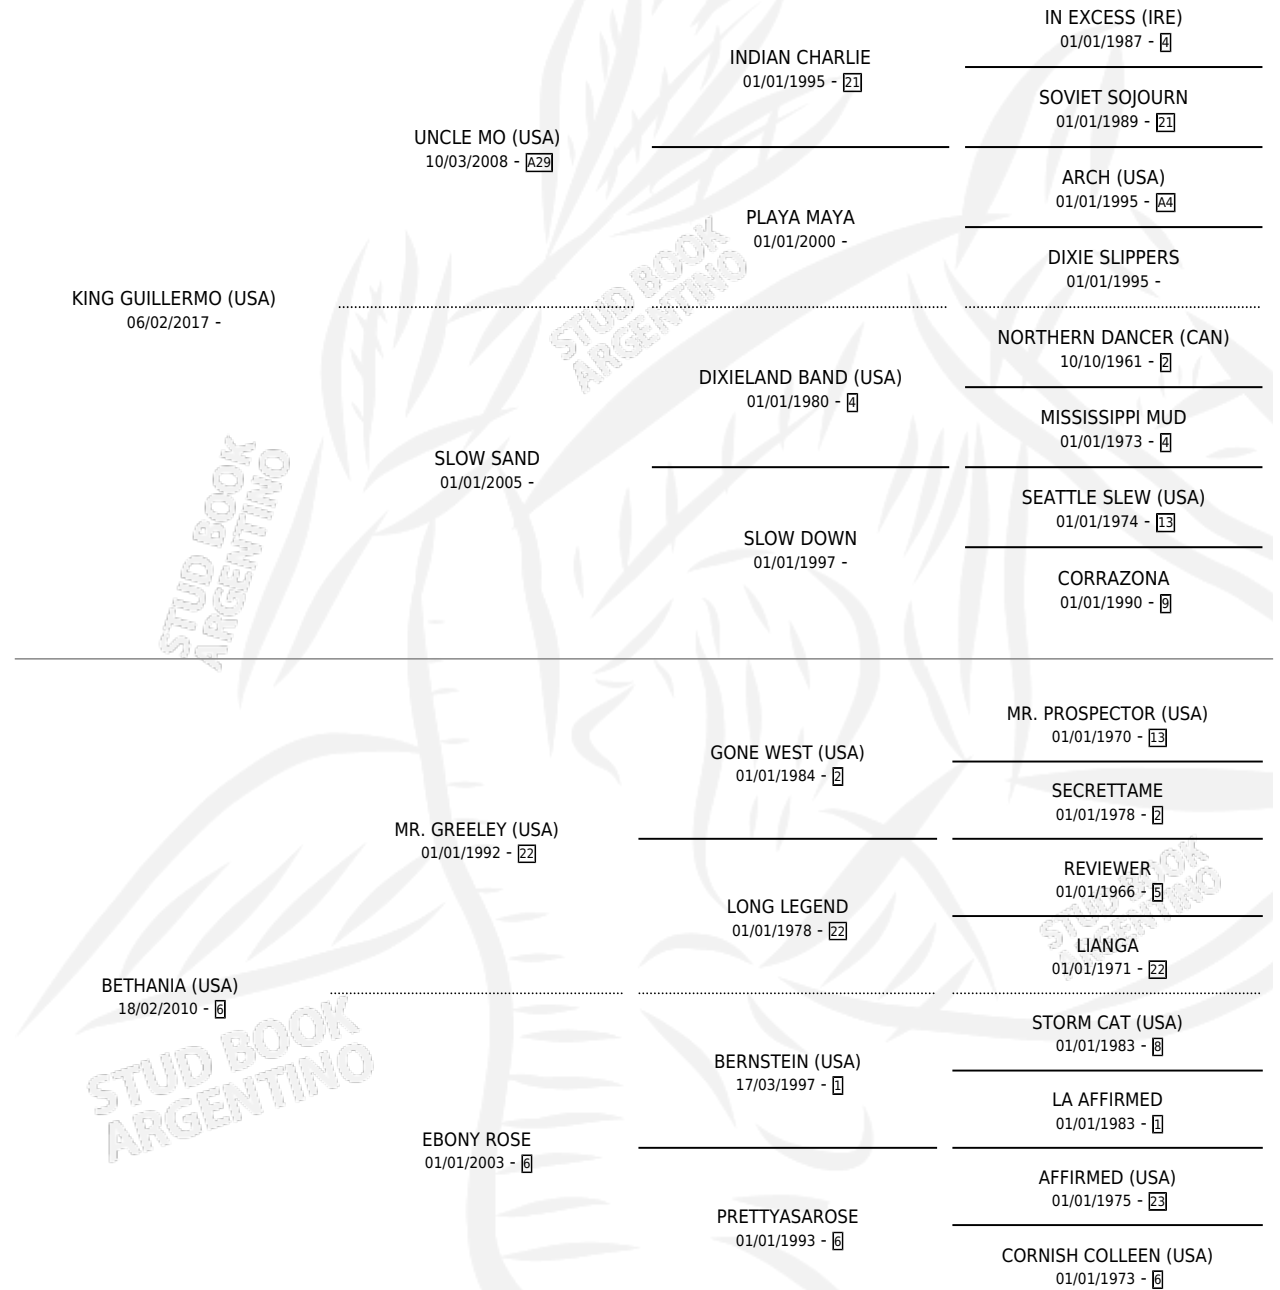 IN EXCESS (IRE)
01/01/1987 - 4
INDIAN CHARLIE
01/01/1995 - 21
SOVIET SOJOURN
01/01/1989 - 21
UNCLE MO (USA)
10/03/2008 - A29
ARCH (USA)
01/01/1995 - A4
PLAYA MAYA
01/01/2000 -
DIXIE SLIPPERS
01/01/1995 -
KING GUILLERMO (USA)
06/02/2017 -
NORTHERN DANCER (CAN)
10/10/1961 - 2
DIXIELAND BAND (USA)
01/01/1980 - 4
MISSISSIPPI MUD
01/01/1973 - 4
SLOW SAND
01/01/2005 -
SEATTLE SLEW (USA)
01/01/1974 - 13
SLOW DOWN
01/01/1997 -
CORRAZONA
01/01/1990 - 9
MR. PROSPECTOR (USA)
01/01/1970 - 13
GONE WEST (USA)
01/01/1984 - 2
SECRETTAME
01/01/1978 - 2
MR. GREELEY (USA)
01/01/1992 - 22
REVIEWER
01/01/1966 - 5
LONG LEGEND
01/01/1978 - 22
LIANGA
01/01/1971 - 22
BETHANIA (USA)
18/02/2010 - 6
STORM CAT (USA)
01/01/1983 - 8
BERNSTEIN (USA)
17/03/1997 - 1
LA AFFIRMED
01/01/1983 - 1
EBONY ROSE
01/01/2003 - 6
AFFIRMED (USA)
01/01/1975 - 23
PRETTYASAROSE
01/01/1993 - 6
CORNISH COLLEEN (USA)
01/01/1973 - 6
STUD BOOK
ARGENTINO
STUD BOOK
ARGENTINO
STUD BOOK
ARGENTINO
STUD BOOK
ARGENTINO